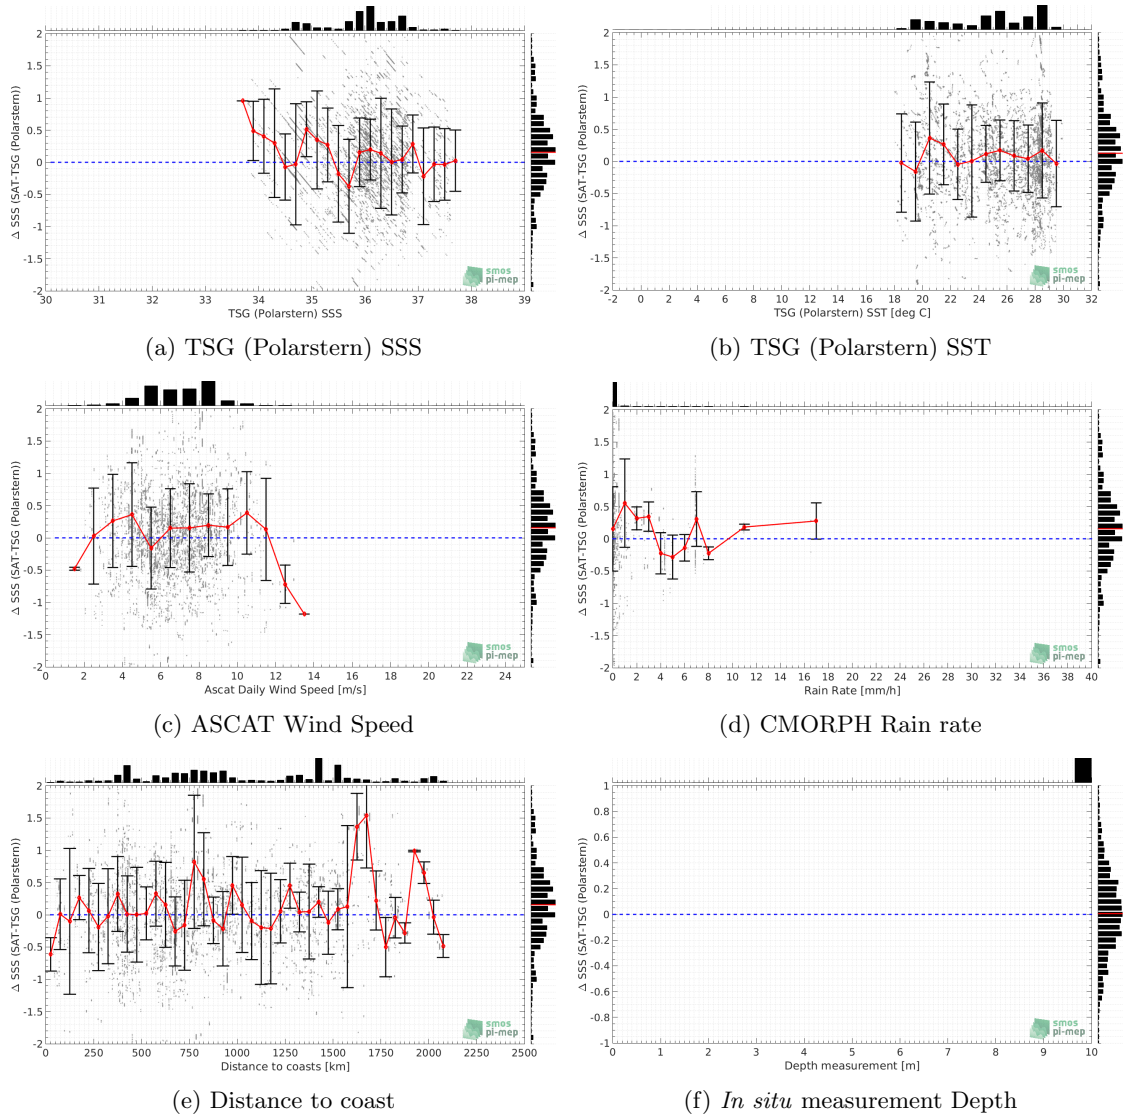 2
1.5
1
0.5
0
-0.5
-1
-1.5
-2
Δ SSS (SAT-TSG (Polarstern))
30 31 32 33 34 35 36 37 38 39
TSG (Polarstern) SSS
smos
pi-mep
(a) TSG (Polarstern) SSS
2
1.5
1
0.5
0
-0.5
-1
-1.5
-2
Δ SSS (SAT-TSG (Polarstern))
-2 0 2 4 6 8 10 12 14 16 18 20 22 24 26 28 30 32
TSG (Polarstern) SST [deg C]
smos
pi-mep
(b) TSG (Polarstern) SST
2
1.5
1
0.5
0
-0.5
-1
-1.5
-2
Δ SSS (SAT-TSG (Polarstern))
0 2 4 6 8 10 12 14 16 18 20 22 24
Ascat Daily Wind Speed [m/s]
smos
pi-mep
(c) ASCAT Wind Speed
2
1.5
1
0.5
0
-0.5
-1
-1.5
-2
Δ SSS (SAT-TSG (Polarstern))
0 2 4 6 8 10 12 14 16 18 20 22 24 26 28 30 32 34 36 38 40
Rain Rate [mm/h]
smos
pi-mep
(d) CMORPH Rain rate
2
1.5
1
0.5
0
-0.5
-1
-1.5
-2
Δ SSS (SAT-TSG (Polarstern))
0 250 500 750 1000 1250 1500 1750 2000 2250 2500
Distance to coasts [km]
smos
pi-mep
(e) Distance to coast
1
0.8
0.6
0.4
0.2
0
-0.2
-0.4
-0.6
-0.8
-1
Δ SSS (SAT-TSG (Polarstern))
0 1 2 3 4 5 6 7 8 9 10
Depth measurement [m]
smos
pi-mep
(f) In situ measurement Depth